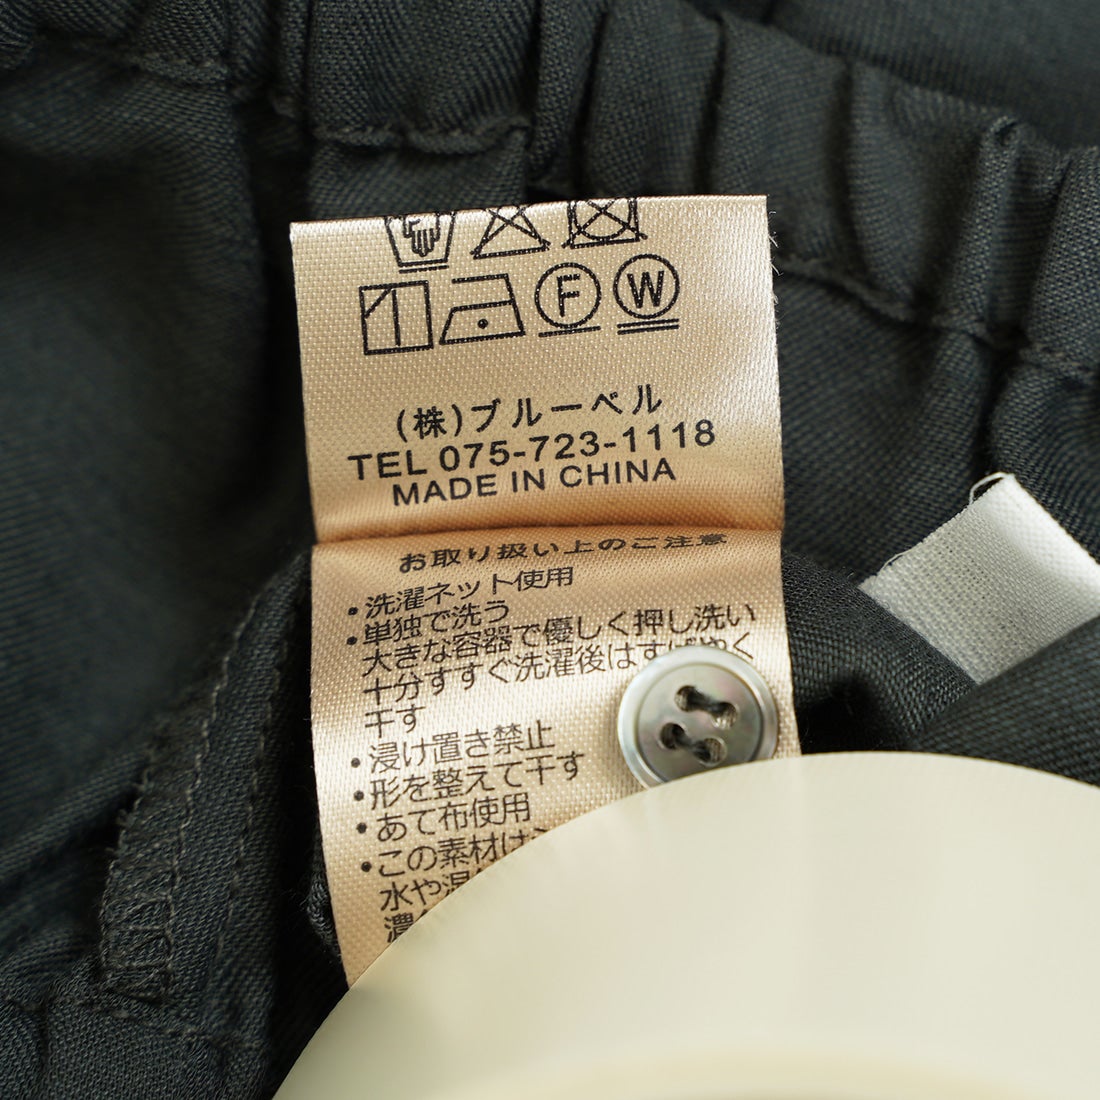 F W
(株)ブルーベル
TEL 075-723-1118
MADE IN CHINA
お取り扱い上のご注意
・洗濯ネット使用
・単独で洗う
大きな容器で優しく押し洗い
十分すすぐ洗濯後はすばやく
干す
・浸け置き禁止
・形を整えて干す
・あて布使用
・この素材は
水や
濃